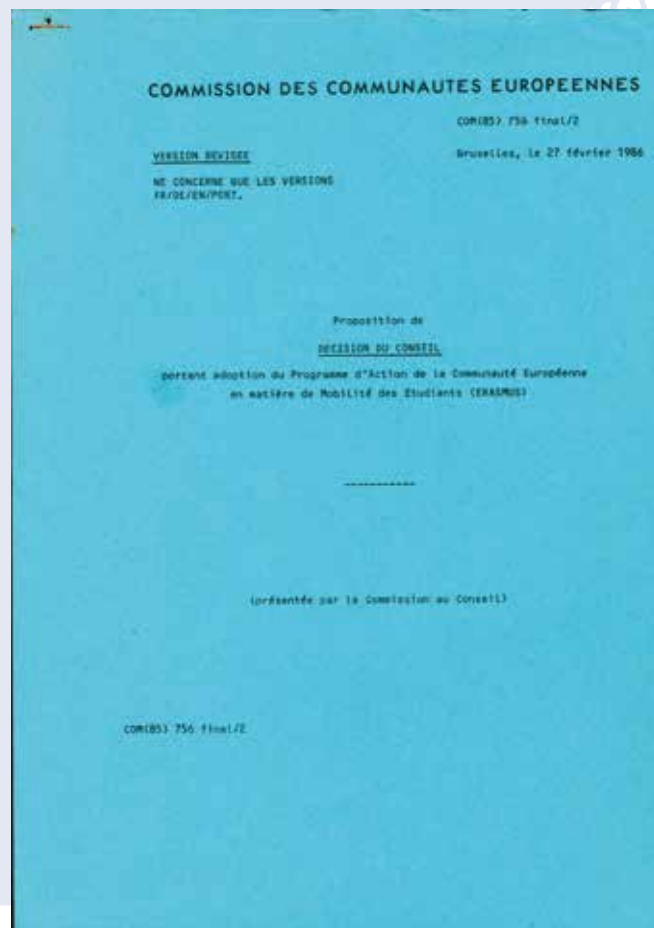 COMMISSION DES COMMUNAUTES EUROPEENNES
COM(85) 756 final/2
VERSION REVISEE
Bruxelles, le 27 février 1986
NE CONCERNE QUE LES VERSIONS
FR/DE/EN/PORT.
Proposition de
DECISION DU CONSEIL
portant adoption du Programme d'Action de la Communauté Européenne
en matière de Mobilité des Etudiants (ERASMUS)
(présentée par la Commission au Conseil)
COM(85) 756 final/2